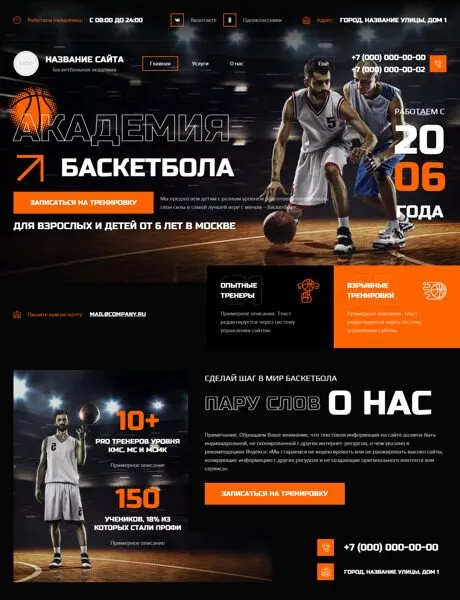 Работаем ежедневно: С 08:00 ДО 24:00
Вконтакте
Одноклассники
Адрес: ГОРОД, НАЗВАНИЕ УЛИЦЫ, ДОМ 1
НАЗВАНИЕ САЙТА
Баскетбольная академия
Главная
Услуги
О нас
Ещё
+7 (000) 000-00-00
+7 (000) 000-00-02
АКАДЕМИЯ
БАСКЕТБОЛА
РАБОТАЕМ С
20
06
ГОДА
ЗАПИСАТЬСЯ НА ТРЕНИРОВКУ
Мы предлагаем детям с разным уровнем
свои силы в самой лучшей игре с мячом – баскетбол
ДЛЯ ВЗРОСЛЫХ И ДЕТЕЙ ОТ 6 ЛЕТ В МОСКВЕ
Пишите нам на почту: MAIL@COMPANY.RU
ОПЫТНЫЕ
ТРЕНЕРЫ
Примерное описание. Текст
редактируется через систему
управления сайтом.
ВЗРЫВНЫЕ
ТРЕНИРОВКИ
Примерное описание. Текст
редактируется через систему
управления сайтом.
10+
PRO ТРЕНЕРОВ УРОВНЯ
КМС, МС И МСМК
Примерное описание
150
УЧЕНИКОВ, 18% ИЗ
КОТОРЫХ СТАЛИ ПРОФИ
Примерное описание
СДЕЛАЙ ШАГ В МИР БАСКЕТБОЛА
ПАРУ СЛОВ О НАС
Примечание. Обращаем Ваше внимание, что текстовая информация на сайте должна быть
индивидуальной, не скопированной с других интернет-ресурсов, о чем указано в
рекомендациях Яндекса: «Мы стараемся не индексировать или не ранжировать высоко сайты,
копирующие информацию с других ресурсов и не создающие оригинального контента или
сервиса».
ЗАПИСАТЬСЯ НА ТРЕНИРОВКУ
+7 (000) 000-00-00
ГОРОД, НАЗВАНИЕ УЛИЦЫ, ДОМ 1